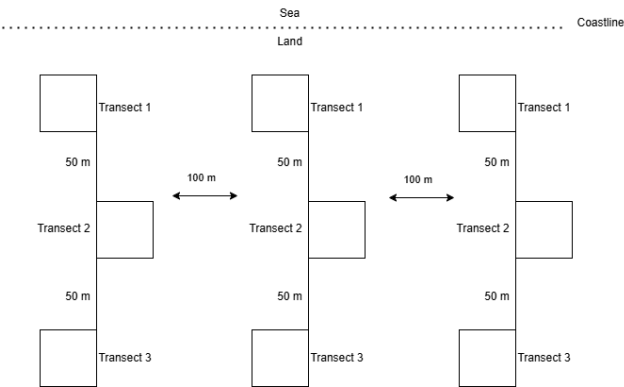 Sea
Coastline
Land
Transect 1 Transect 1 Transect 1
50 m 50 m 50 m
100 m 100 m
Transect 2 Transect 2 Transect 2
50 m 50 m 50 m
Transect 3 Transect 3 Transect 3